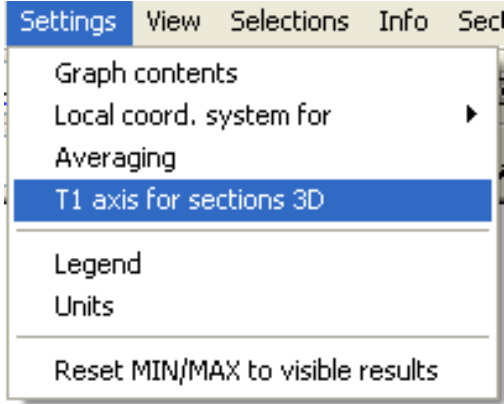 Settings View Selections Info
Graph contents
Local coord. system for
Averaging
T1 axis for sections 3D
Legend
Units
Reset MIN/MAX to visible results